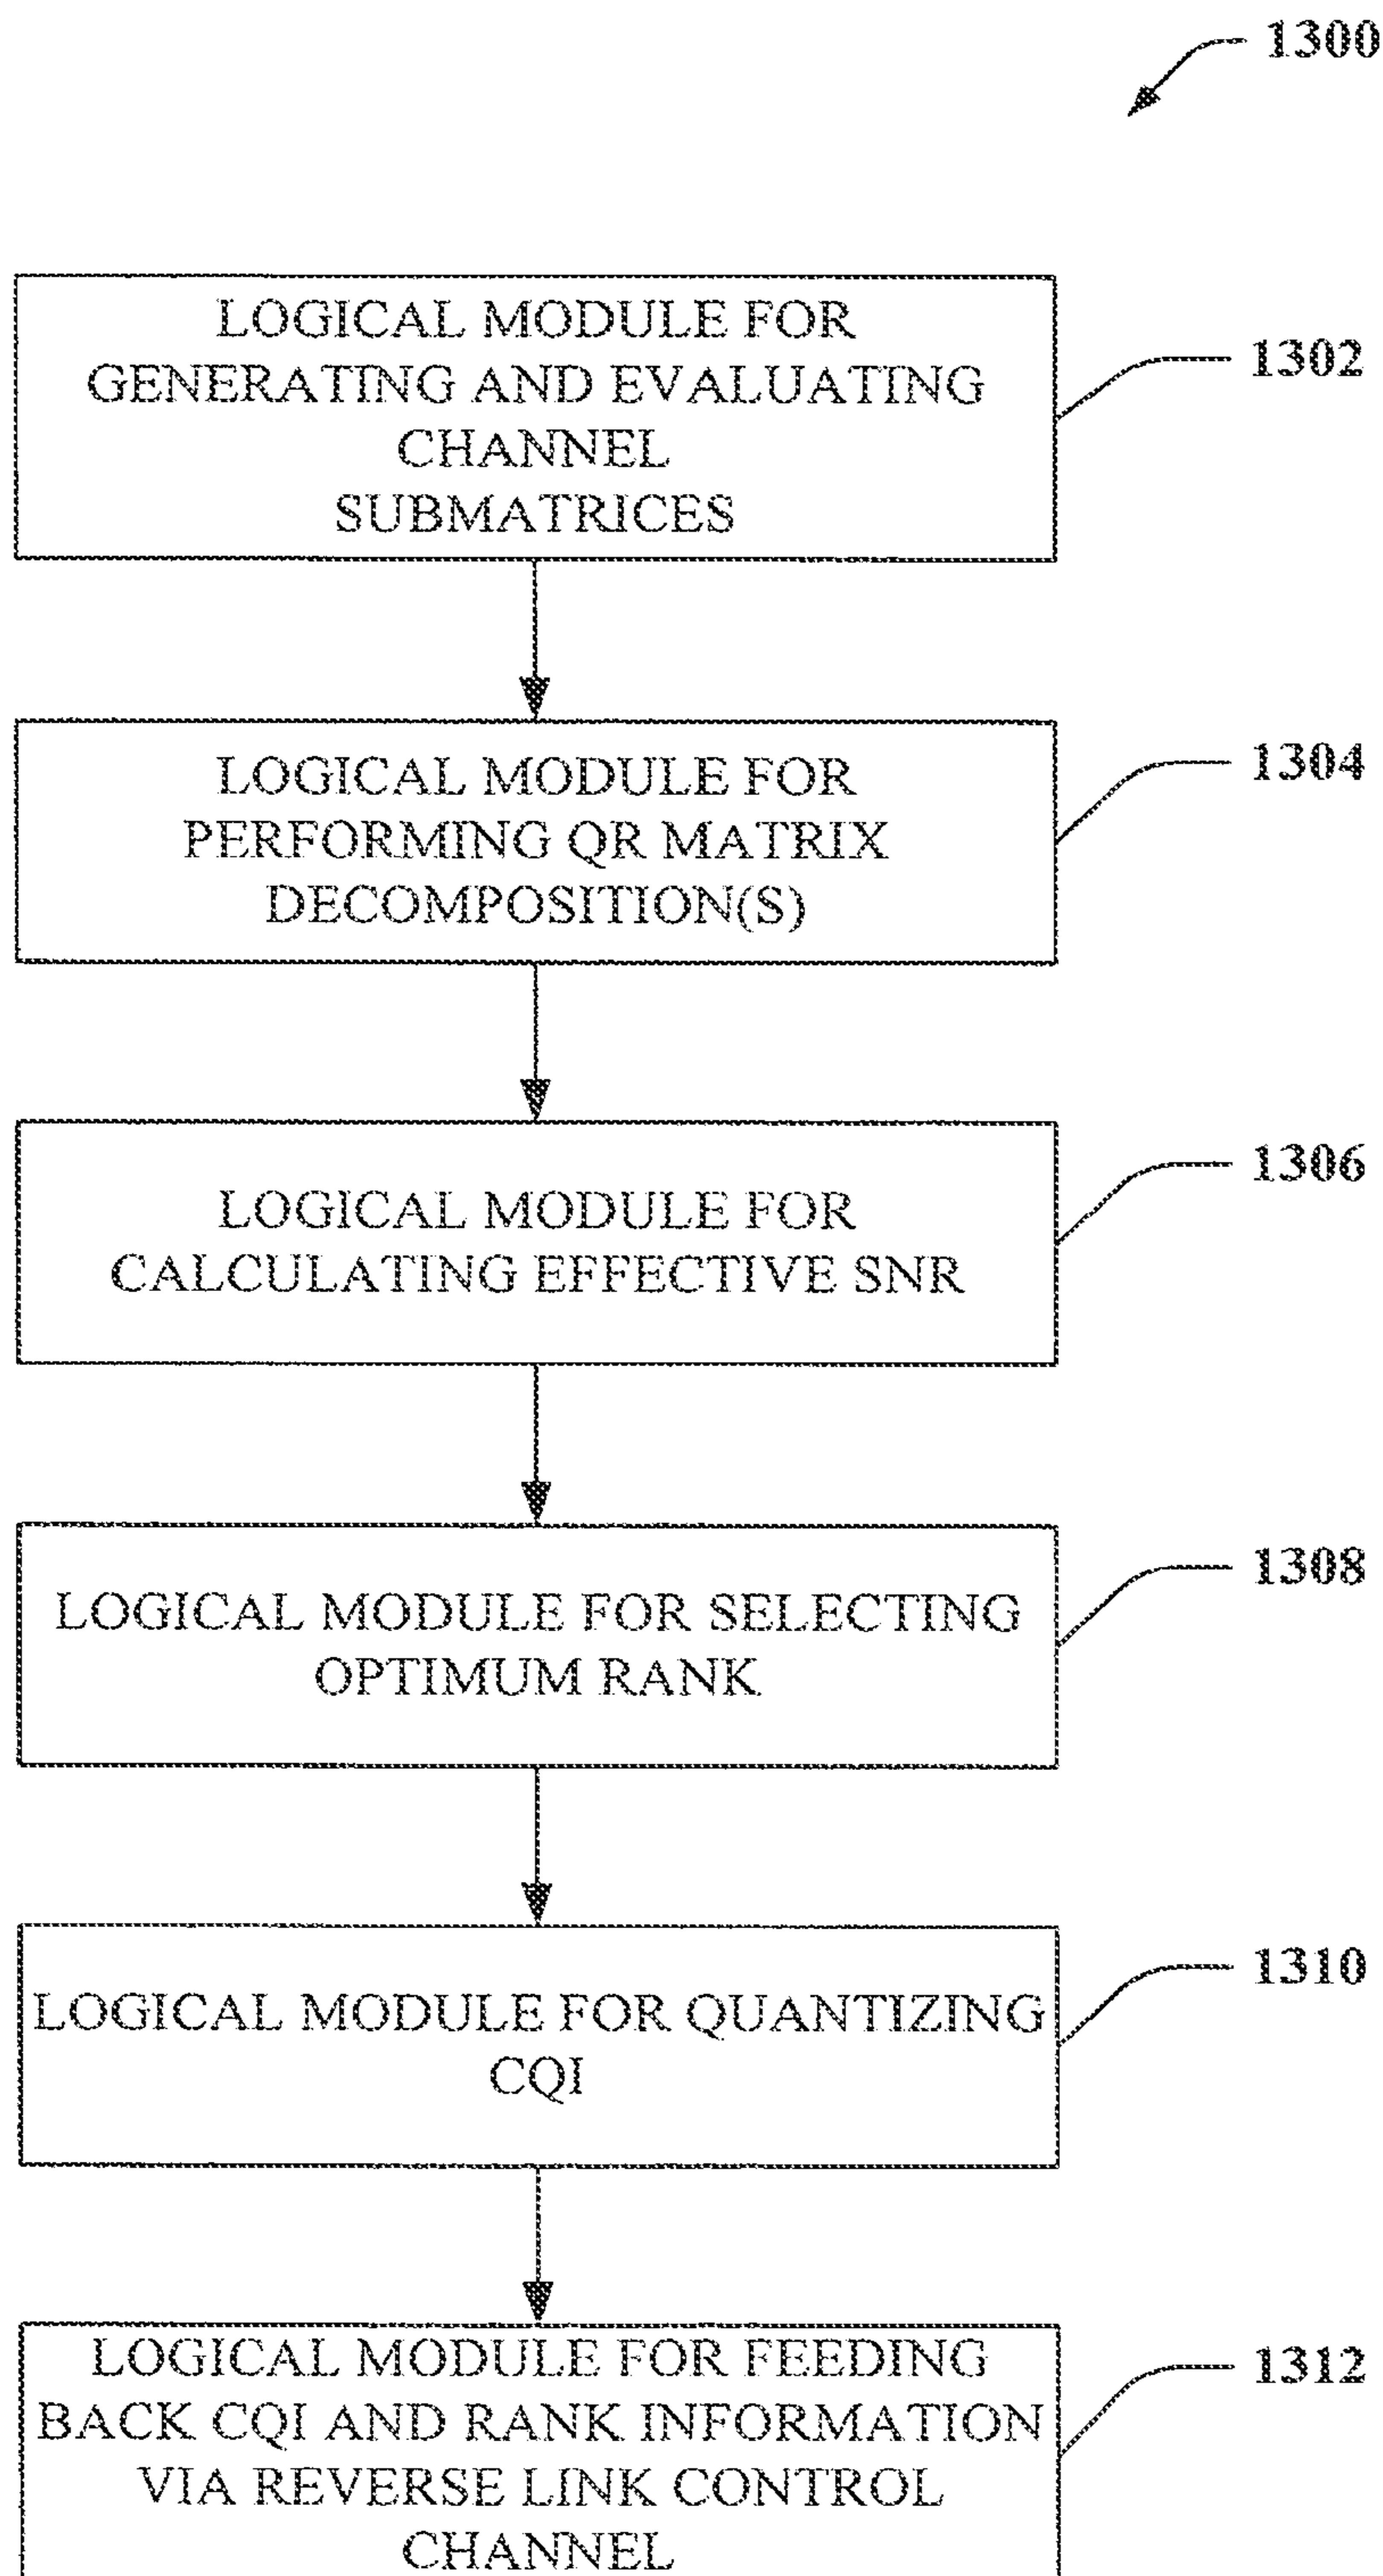 1300
LOGICAL MODULE FOR
GENERATING AND EVALUATING
CHANNEL
SUBMATRICES
1302
LOGICAL MODULE FOR
PERFORMING QR MATRIX
DECOMPOSITION(S)
1304
LOGICAL MODULE FOR
CALCULATING EFFECTIVE SNR
1306
LOGICAL MODULE FOR SELECTING
OPTIMUM RANK
1308
LOGICAL MODULE FOR QUANTIZING
CQI
1310
LOGICAL MODULE FOR FEEDING
BACK CQI AND RANK INFORMATION
VIA REVERSE LINK CONTROL
CHANNEL
1312